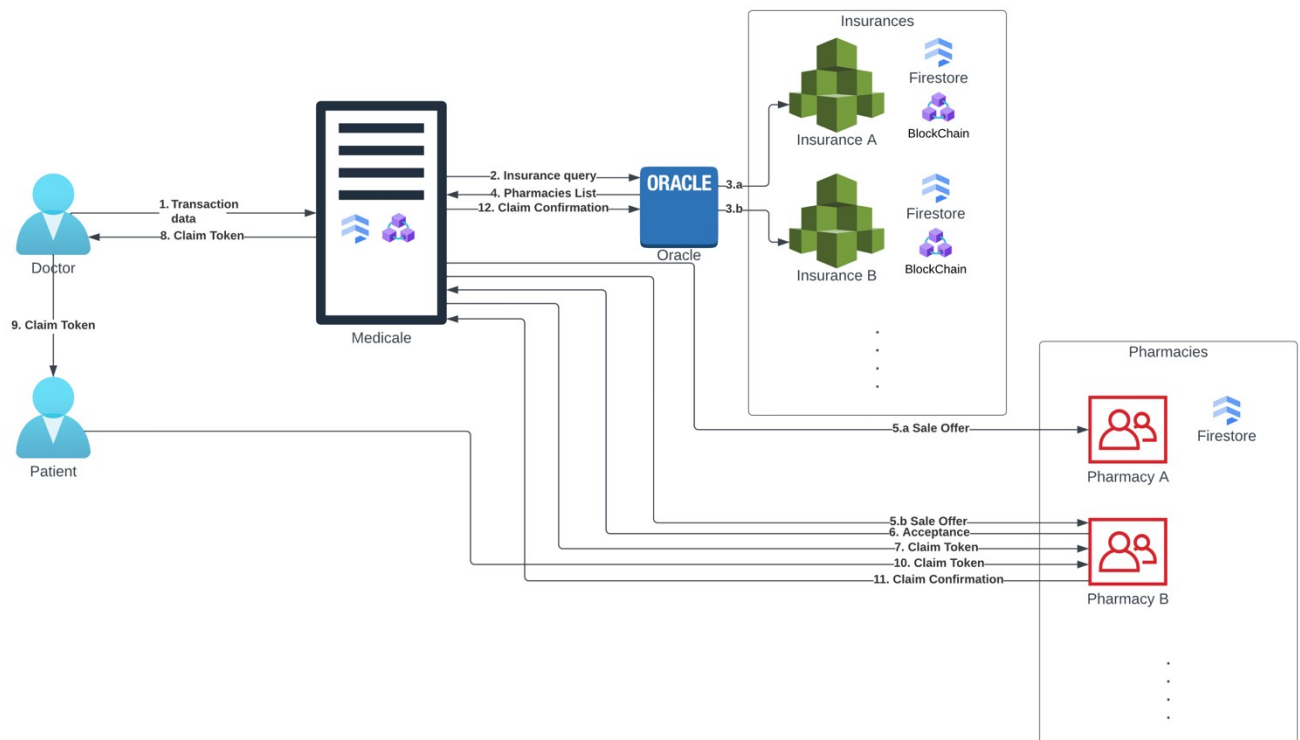 Insurances
Firestore
BlockChain
Insurance A
2. Insurance query
4. Pharmacies List
12. Claim Confirmation
ORACLE
Oracle
3.a
3.b
Firestore
BlockChain
Insurance B
1. Transaction
data
8. Claim Token
Doctor
Medicale
9. Claim Token
Patient
Pharmacies
5.a Sale Offer
Firestore
Pharmacy A
5.b Sale Offer
6. Acceptance
7. Claim Token
10. Claim Token
11. Claim Confirmation
Pharmacy B